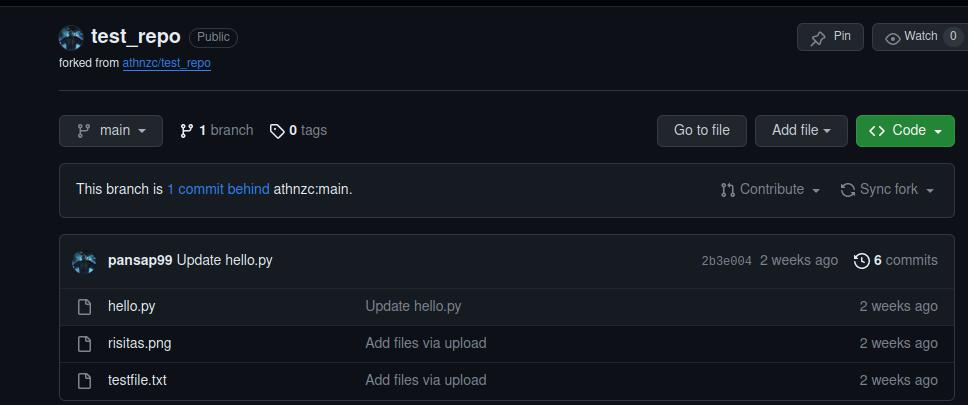 test_repo Public Pin Watch 0
forked from athnzc/test_repo
main 1 branch 0 tags Go to file Add file Code
This branch is 1 commit behind athnzc:main. Contribute Sync fork
pansap99 Update hello.py 2b3e004 2 weeks ago 6 commits
hello.py Update hello.py 2 weeks ago
risitas.png Add files via upload 2 weeks ago
testfile.txt Add files via upload 2 weeks ago